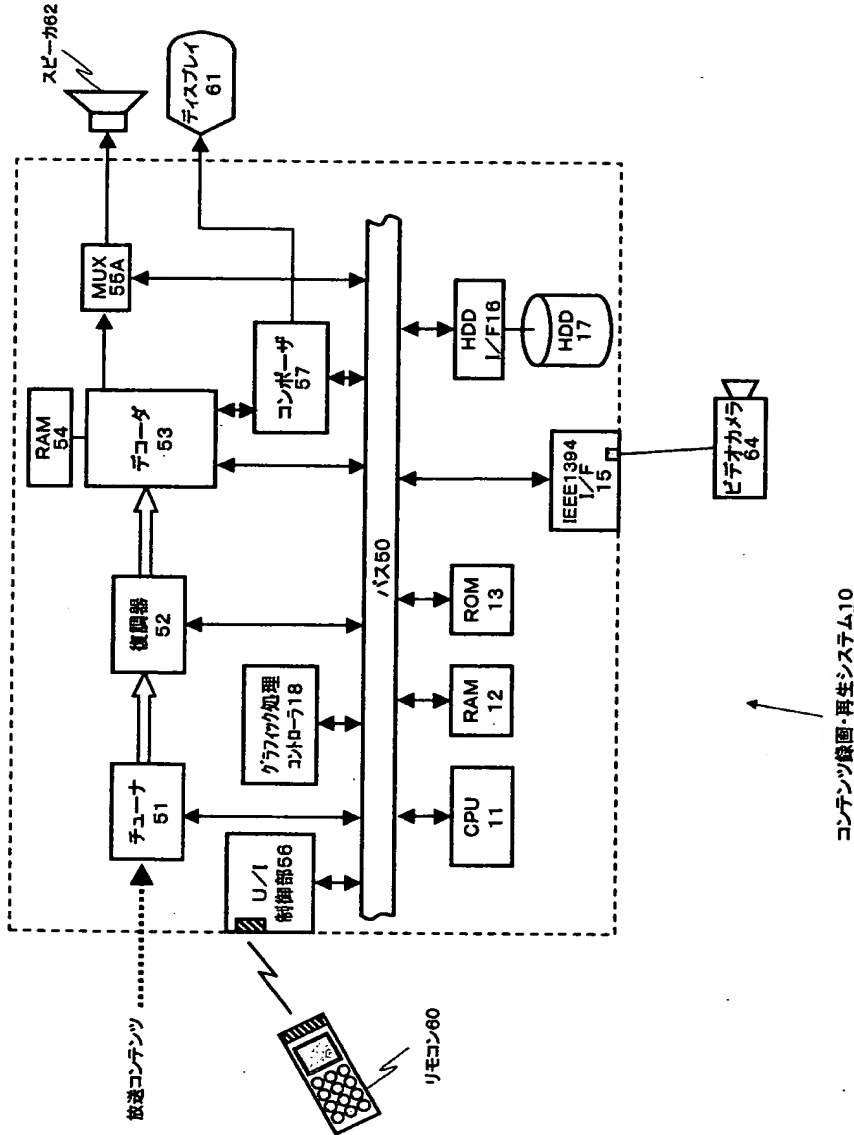 放送コンテンツ
チューナ
51
復調器
52
RAM
54
デコーダ
53
MUX
55A
スピーカ62
ディスプレイ
61
コンポーザ
57
グラフィック処理
コントローラ18
U/I
制御部56
リモコン60
バス50
CPU
11
RAM
12
ROM
13
IEEE1394
I/F
15
HDD
I/F16
HDD
17
ビデオカメラ
64
コンテンツ録画・再生システム10